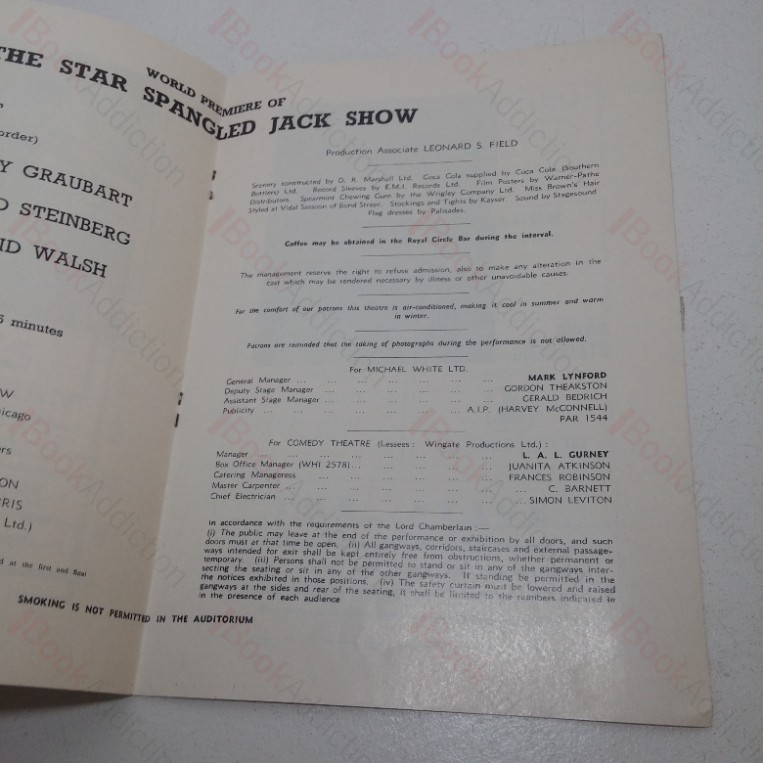 WORLD PREMIERE OF
THE STAR SPANGLED JACK SHOW
order)
Y GRAUBART
D STEINBERG
ID WALSH
5 minutes
W
hicago
ers
ON
RRIS
Ltd.)
d at the first and final
SMOKING IS NOT PERMITTED IN THE AUDITORIUM
Production Associate LEONARD S. FIELD
Scenery constructed by D. R. Marshall Ltd. Coca Cola supplied by Coca Cola (Southern
Bottlers) Ltd. Record Sleeves by E.M.I. Records Ltd. Film Posters by Warner-Pathe
Distributors. Spearmint Chewing Gum by the Wrigley Company Ltd. Miss Brown's Hair
Styled at Vidal Sassoon of Bond Street. Stockings and Tights by Kayser. Sound by Stagesound
Flag dresses by Palisades.
Coffee may be obtained in the Royal Circle Bar during the interval.
The management reserve the right to refuse admission, also to make any alteration in the
cast which may be rendered necessary by illness or other unavoidable causes.
For the comfort of our patrons this theatre is air-conditioned, making it cool in summer and warm
in winter.
Patrons are reminded that the taking of photographs during the performance is not allowed.
For MICHAEL WHITE LTD.
General Manager ... ... ... ... ... ... ... MARK LYNFORD
Deputy Stage Manager ... ... ... ... ... ... GORDON THEAKSTON
Assistant Stage Manager ... ... ... ... ... ... GERALD BEDRICH
Publicity ... ... ... ... ... ... A.I.P. (HARVEY McCONNELL)
PAR 1544
For COMEDY THEATRE (Lessees : Wingate Productions Ltd.) :
Manager ... ... ... ... ... ... ... L. A. L. GURNEY
Box Office Manager (WHI 2578)... ... ... ... ... JUANITA ATKINSON
Catering Manageress ... ... ... ... ... ... FRANCES ROBINSON
Master Carpenter ... ... ... ... ... ... ... C. BARNETT
Chief Electrician ... ... ... ... ... ... ... SIMON LEVITON
In accordance with the requirements of the Lord Chamberlain :—
(i) The public may leave at the end of the performance or exhibition by all doors, and such
doors must at that time be open. (ii) All gangways, corridors, staircases and external passage-
ways intended for exit shall be kept entirely free from obstructions, whether permanent or
temporary. (iii) Persons shall not be permitted to stand or sit in any of the gangways inter-
secting the seating or sit in any of the other gangways. If standing be permitted in the
gangways at the sides and rear of the seating, it shall be limited to the numbers indicated in
the notices exhibited in those positions. (iv) The safety curtain must be lowered and raised
in the presence of each audience
BookAddiction